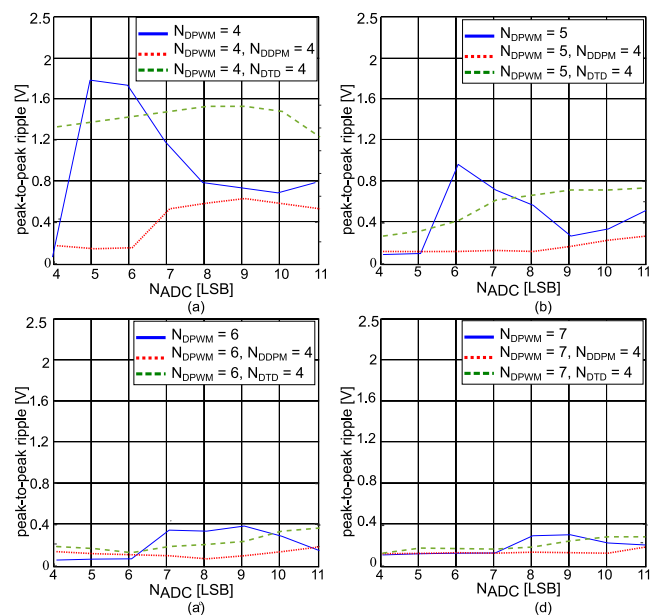 2.5
2
1.6
1.2
0.8
0.4
0
peak-to-peak ripple [V]
N_DPWM = 4
N_DPWM = 4, N_DDPM = 4
N_DPWM = 4, N_DTD = 4
4 5 6 7 8 9 10 11
N_ADC [LSB]
(a)
2.5
2
1.6
1.2
0.8
0.4
0
peak-to-peak ripple [V]
N_DPWM = 5
N_DPWM = 5, N_DDPM = 4
N_DPWM = 5, N_DTD = 4
4 5 6 7 8 9 10 11
N_ADC [LSB]
(b)
2.5
2
1.6
1.2
0.4
0
peak-to-peak ripple [V]
N_DPWM = 6
N_DPWM = 6, N_DDPM = 4
N_DPWM = 6, N_DTD = 4
4 5 6 7 8 9 10 11
N_ADC [LSB]
(a)
2.5
2
1.6
1.2
0.4
0
peak-to-peak ripple [V]
N_DPWM = 7
N_DPWM = 7, N_DDPM = 4
N_DPWM = 7, N_DTD = 4
4 5 6 7 8 9 10 11
N_ADC [LSB]
(d)